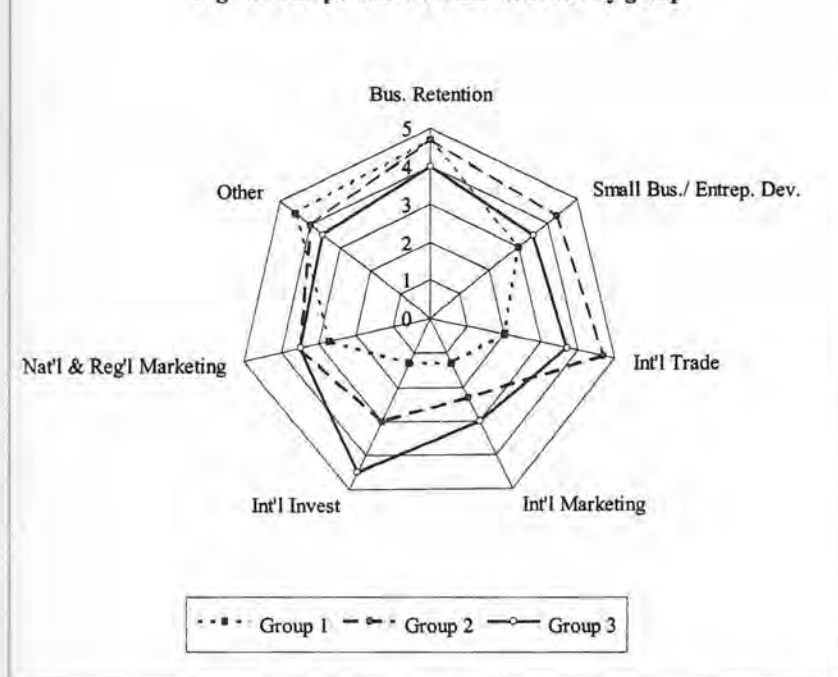 Bus. Retention
5
Small Bus./ Entrep. Dev.
Other
4
3
2
1
0
Int'l Trade
Nat'l & Reg'l Marketing
Int'l Invest
Int'l Marketing
Group 1 Group 2 Group 3